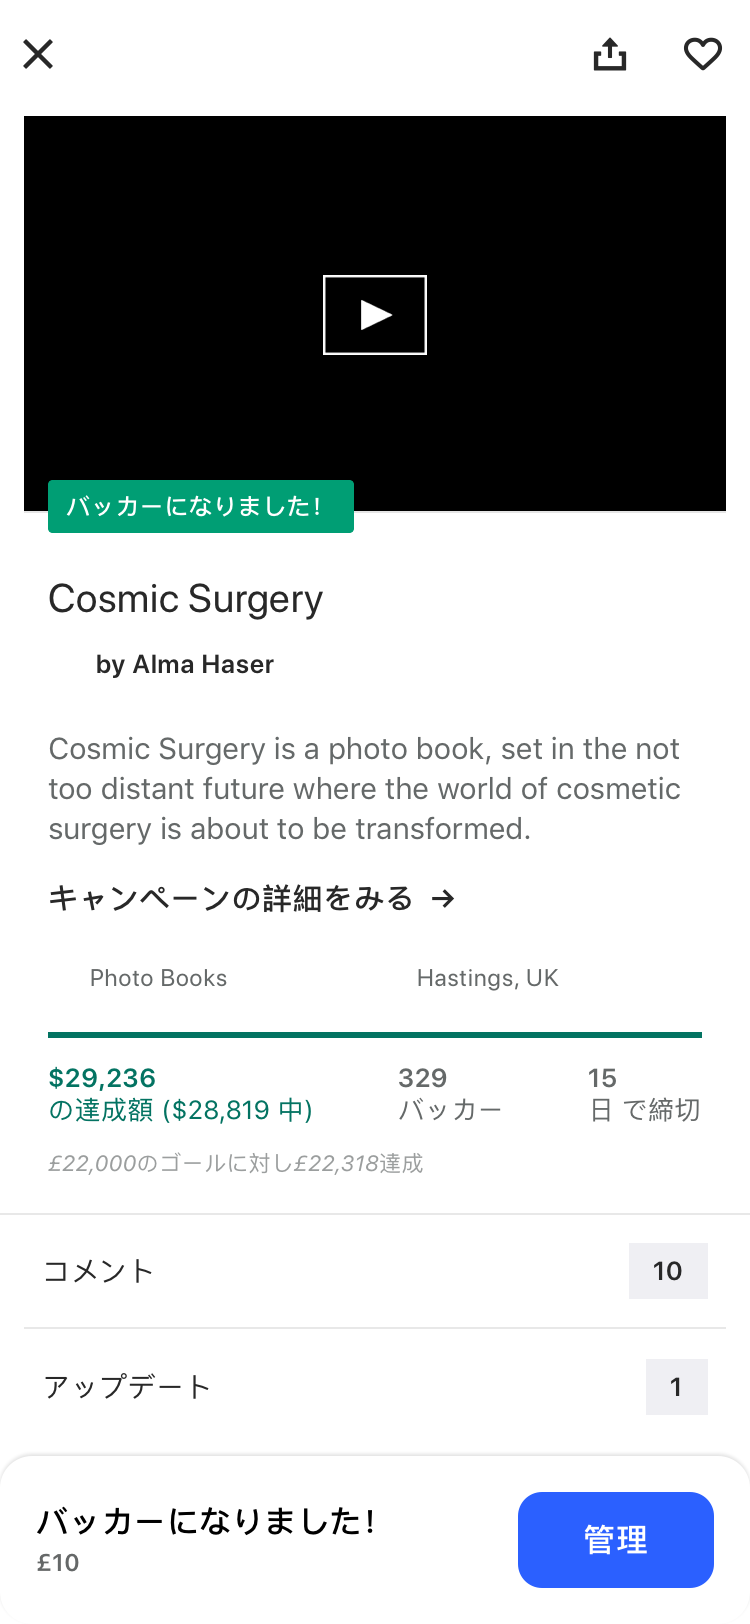 バッカーになりました！
Cosmic Surgery
by Alma Haser
Cosmic Surgery is a photo book, set in the not
too distant future where the world of cosmetic
surgery is about to be transformed.
キャンペーンの詳細をみる →
Photo Books
Hastings, UK
$29,236
の達成額 ($28,819 中)
329
バッカー
15
日 で締切
£22,000のゴールに対し£22,318達成
コメント
10
アップデート
1
バッカーになりました！
£10
管理